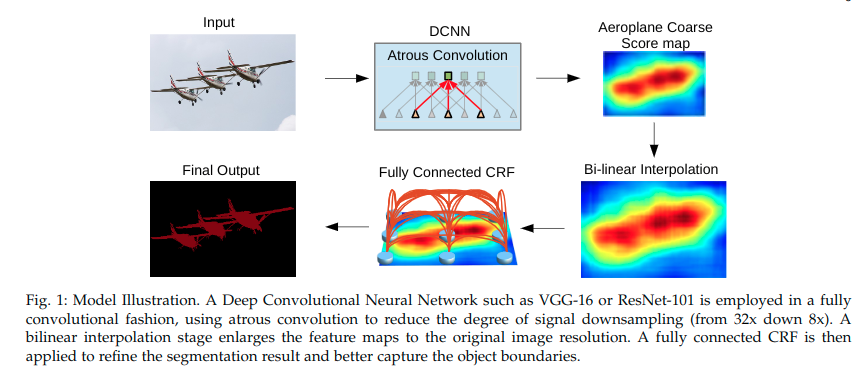 Input
DCNN
Atrous Convolution
Aeroplane Coarse
Score map
Final Output
Fully Connected CRF
Bi-linear Interpolation
Fig. 1: Model Illustration. A Deep Convolutional Neural Network such as VGG-16 or ResNet-101 is employed in a fully
convolutional fashion, using atrous convolution to reduce the degree of signal downsampling (from 32x down 8x). A
bilinear interpolation stage enlarges the feature maps to the original image resolution. A fully connected CRF is then
applied to refine the segmentation result and better capture the object boundaries.